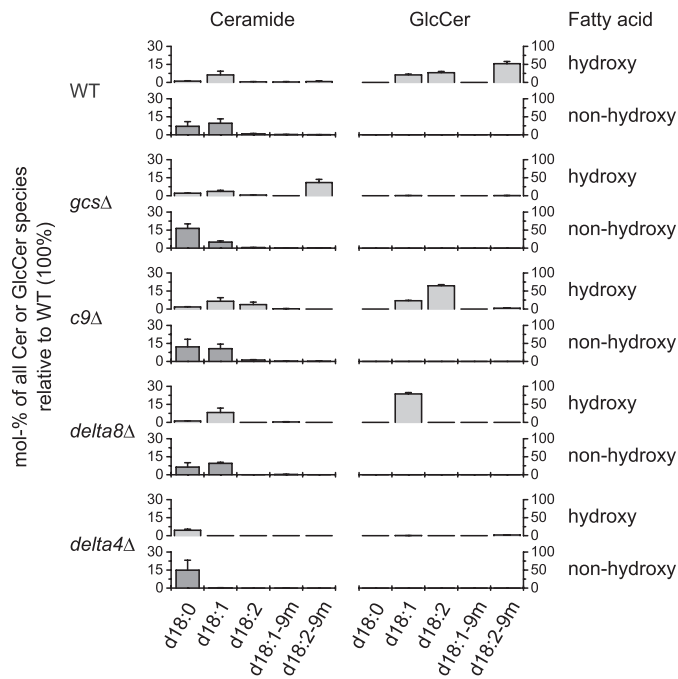 Ceramide GlcCer Fatty acid
30 100
15 50 hydroxy
0 0
WT
30 100
15 50 non-hydroxy
0 0
30 100
15 50 hydroxy
0 0
gcsΔ
30 100
15 50 non-hydroxy
0 0
30 100
15 50 hydroxy
0 0
c9Δ
30 100
15 50 non-hydroxy
0 0
30 100
15 50 hydroxy
0 0
delta8Δ
30 100
15 50 non-hydroxy
0 0
30 100
15 50 hydroxy
0 0
delta4Δ
30 100
15 50 non-hydroxy
0 0
mol-% of all Cer or GlcCer species
relative to WT (100%)
d18:0 d18:1 d18:2 d18:1-9m d18:2-9m d18:0 d18:1 d18:2 d18:1-9m d18:2-9m